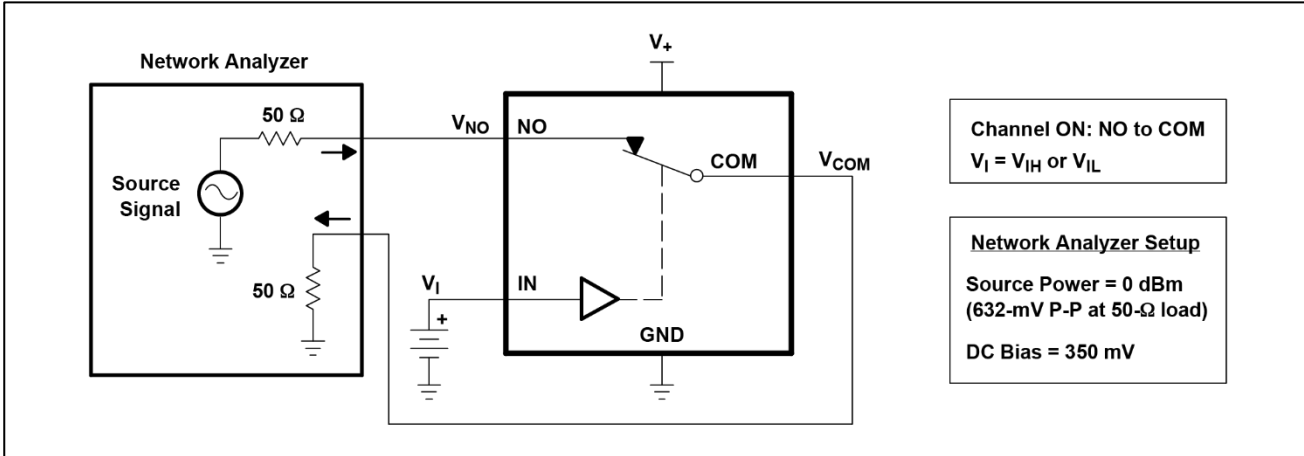 Network Analyzer
50 Ω
Source
Signal
50 Ω
V+
VNO
NO
COM
VCOM
VI
IN
+
GND
Channel ON: NO to COM
VI = VIH or VIL
Network Analyzer Setup
Source Power = 0 dBm
(632-mV P-P at 50-Ω load)
DC Bias = 350 mV